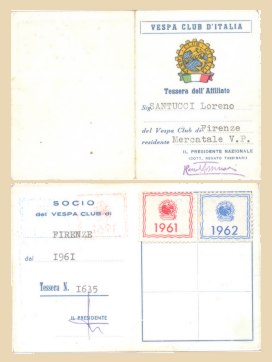 VESPA CLUB D'ITALIA
Tessera dell'Affiliato
Sig. SANTUCCI Loreno
del Vespa Club di Firenze
residente Mercatale V.P.
IL PRESIDENTE NAZIONALE
SOCIO
del VESPA CLUB di
FIRENZE
dal 1961
Tessera N. 1635
IL PRESIDENTE
1961
1962